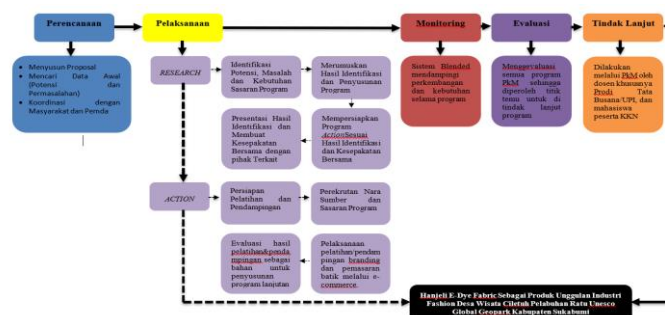 Perencanaan
Pelaksanaan
Monitoring
Evaluasi
Tindak Lanjut
Menyusun Proposal
Mencari Data Awal
(Potensi dan
Permasalahan)
Koordinasi dengan
Masyarakat dan Pemda
RESEARCH
Identifikasi
Potensi, Masalah
dan Kebutuhan
Sasaran Program
Merumuskan
Hasil Identifikasi
dan Penyusunan
Program
Presentasi Hasil
Identifikasi dan
Membuat
Kesepakatan
Bersama dengan
pihak Terkait
Mempersiapkan
Program
Action Sesuai
Hasil Identifikasi
dan Kesepakatan
Bersama
ACTION
Persiapan
Pelatihan dan
Pendampingan
Perekrutan Nara
Sumber dan
Sasaran Program
Evaluasi hasil
pelatihan&penda
mpingan sebagai
bahan untuk
penyusunan
program lanjutan
Pelaksanaan
pelatihan/pendam
pingan branding
dan pemasaran
batik melalui e-
commerce.
Sistem Blended
mendampingi
perkembangan
dan kebutuhan
selama program
Menggevaluasi
semua program
PkM sehingga
diperoleh titik
temu untuk di
tindak lanjut
program
Dilakukan
melalui PkM oleh
dosen khususnya
Prodi Tata
Busana/UPI, dan
mahasiswa
peserta KKN
Hanjeli E-Dye Fabric Sebagai Produk Unggulan Industri
Fashion Desa Wisata Ciletuh Pelabuhan Ratu Unesco
Global Geopark Kabupaten Sukabumi